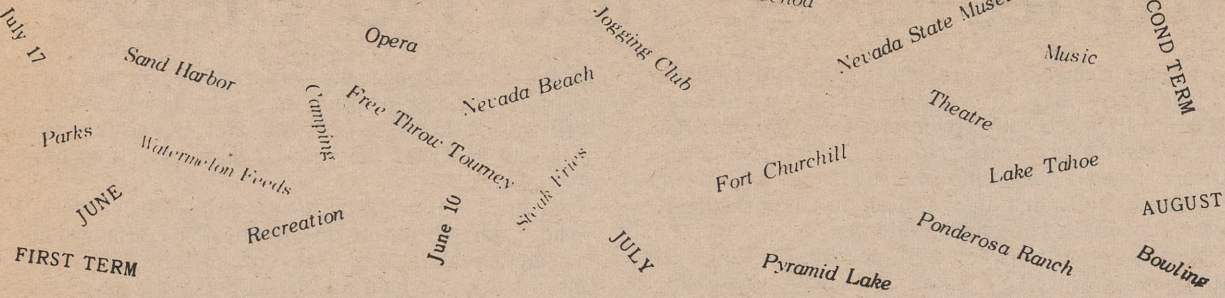 July 17
Sand Harbor
Opera
Jogging Club
Nevada State
Music
TERM
Camping
Free Throw Tourney
Nevada Beach
Theatre
Parks
Watermelon Feeds
Steak Fries
Fort Churchill
Lake Tahoe
JUNE
Recreation
June 10
JULY
Ponderosa Ranch
AUGUST
FIRST TERM
Pyramid Lake
Bowling